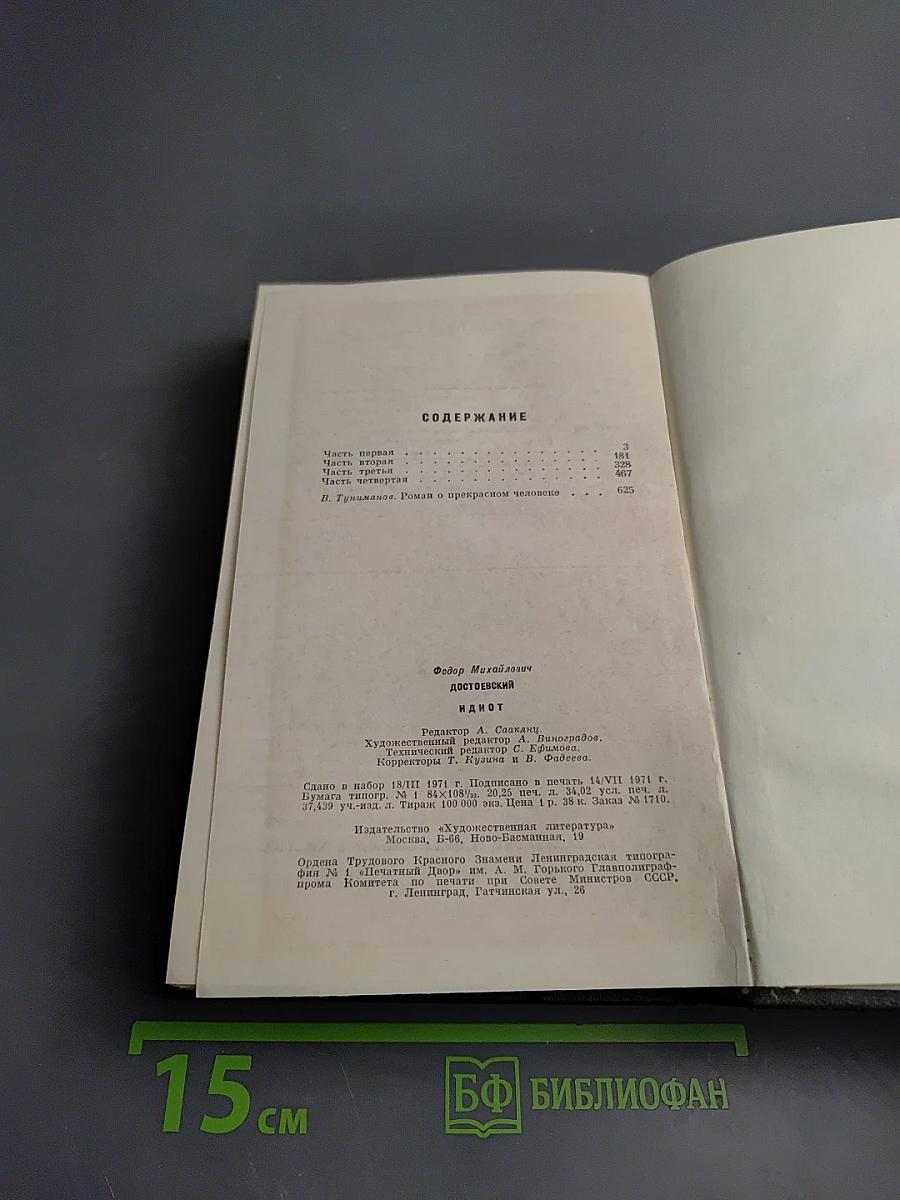 СОДЕРЖАНИЕ
Часть первая . . . . . . . . . . . . . . . 3
Часть вторая . . . . . . . . . . . . . . . 181
Часть третья . . . . . . . . . . . . . . . 328
Часть четвертая . . . . . . . . . . . . . . 467
В. Туниманов. Роман о прекрасном человеке . . . 625
Федор Михайлович
ДОСТОЕВСКИЙ
ИДИОТ
Редактор А. Саакянц.
Художественный редактор А. Виноградов.
Технический редактор С. Ефимова.
Корректоры Т. Кузина и В. Фадеева.
Сдано в набор 18/III 1971 г. Подписано в печать 14/VII 1971 г.
Бумага типогр. № 1 84×108¹/₃₂. 20,25 печ. л. 34,02 усл. печ. л.
37,439 уч.-изд. л. Тираж 100 000 экз. Цена 1 р. 38 к. Заказ № 1710.
Издательство «Художественная литература»
Москва, Б-66, Ново-Басманная, 19
Ордена Трудового Красного Знамени Ленинградская типогра-
фия № 1 «Печатный Двор» им. А. М. Горького Главполиграф-
прома Комитета по печати при Совете Министров СССР,
г. Ленинград, Гатчинская ул., 26
15 см
БФ БИБЛИОФАН